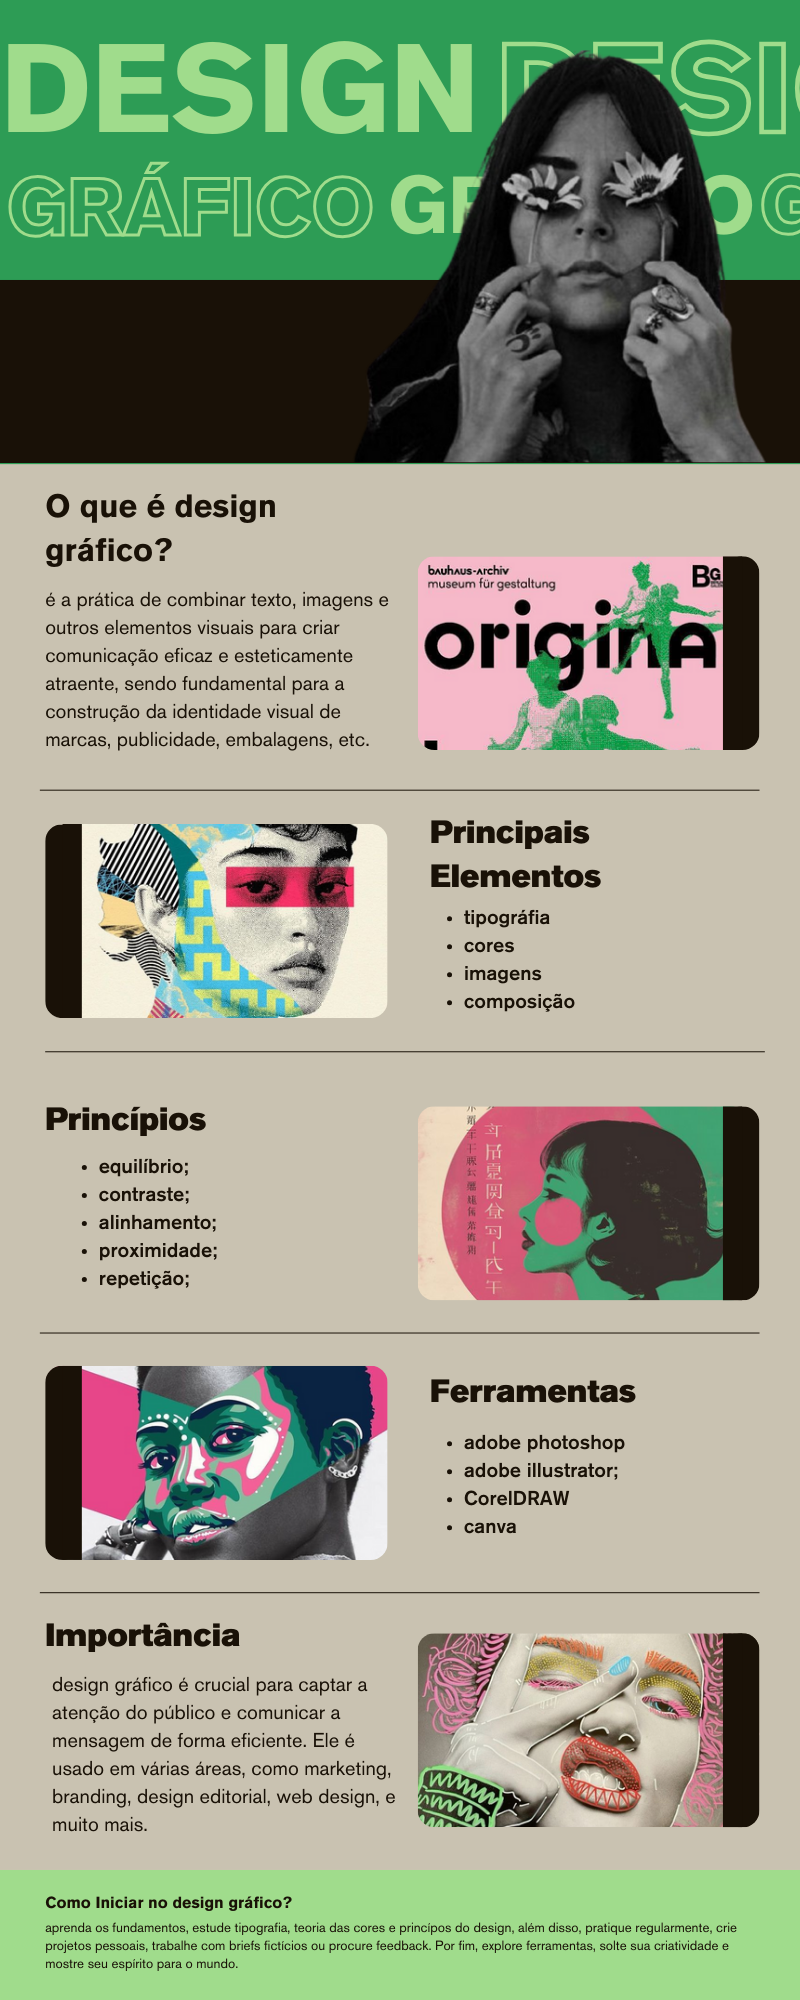 DESIGN DESIG
GRÁFICO GRÁFICO G
O que é design
gráfico?
é a prática de combinar texto, imagens e
outros elementos visuais para criar
comunicação eficaz e esteticamente
atraente, sendo fundamental para a
construção da identidade visual de
marcas, publicidade, embalagens, etc.
bauhaus-archiv
museum für gestaltung
BG
origina
Principais
Elementos
• tipográfia
• cores
• imagens
• composição
Princípios
• equilíbrio;
• contraste;
• alinhamento;
• proximidade;
• repetição;
Ferramentas
• adobe photoshop
• adobe illustrator;
• CorelDRAW
• canva
Importância
design gráfico é crucial para captar a
atenção do público e comunicar a
mensagem de forma eficiente. Ele é
usado em várias áreas, como marketing,
branding, design editorial, web design, e
muito mais.
Como Iniciar no design gráfico?
aprenda os fundamentos, estude tipografia, teoria das cores e princípos do design, além disso, pratique regularmente, crie
projetos pessoais, trabalhe com briefs fictícios ou procure feedback. Por fim, explore ferramentas, solte sua criatividade e
mostre seu espírito para o mundo.